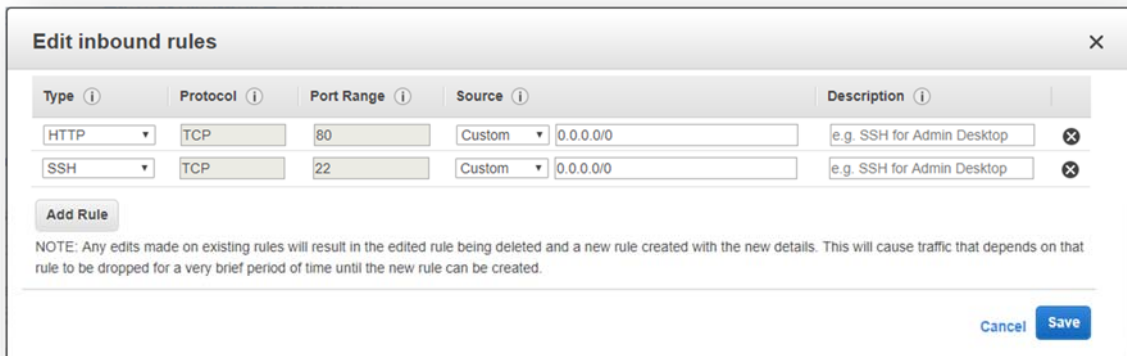 Edit inbound rules
Type Protocol Port Range Source Description
HTTP TCP 80 Custom 0.0.0.0/0 e.g. SSH for Admin Desktop
SSH TCP 22 Custom 0.0.0.0/0 e.g. SSH for Admin Desktop
Add Rule
NOTE: Any edits made on existing rules will result in the edited rule being deleted and a new rule created with the new details. This will cause traffic that depends on that
rule to be dropped for a very brief period of time until the new rule can be created.
Cancel Save